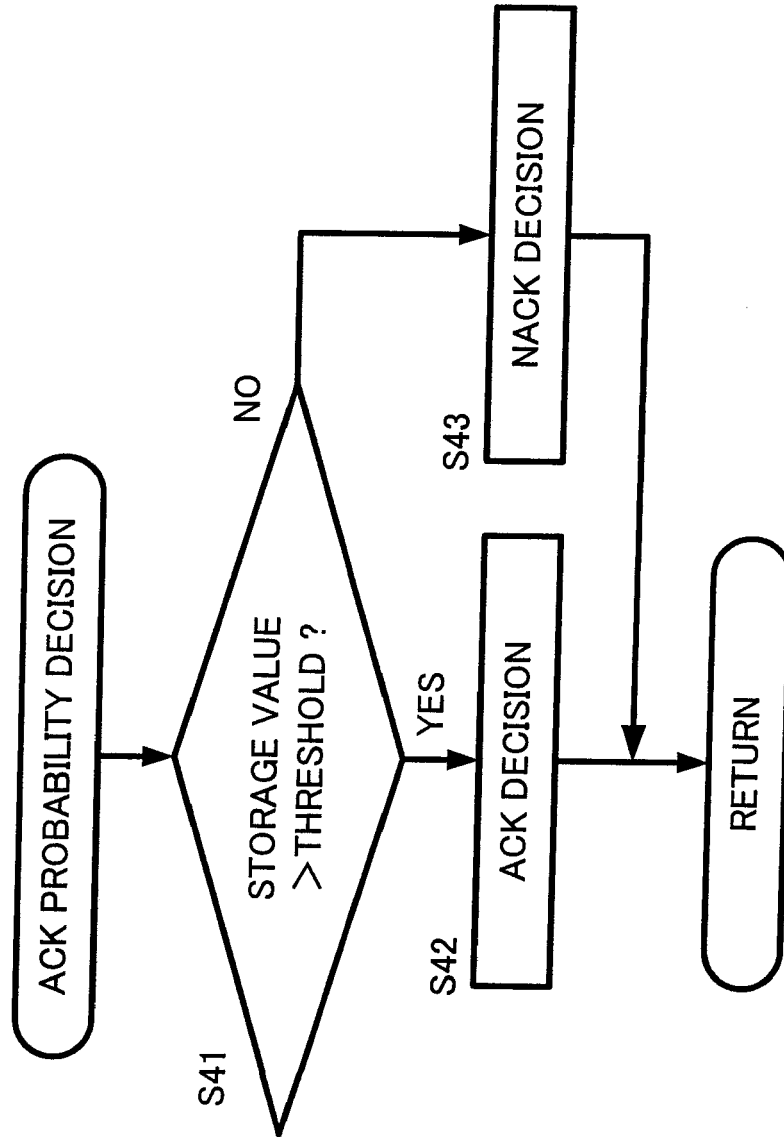 ACK PROBABILITY DECISION
S41
STORAGE VALUE
>THRESHOLD ?
NO
YES
S42
ACK DECISION
S43
NACK DECISION
RETURN